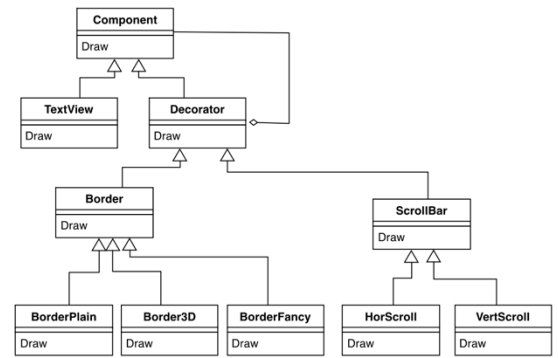 Component
Draw
TextView
Draw
Decorator
Draw
Border
Draw
ScrollBar
Draw
BorderPlain
Draw
Border3D
Draw
BorderFancy
Draw
HorScroll
Draw
VertScroll
Draw